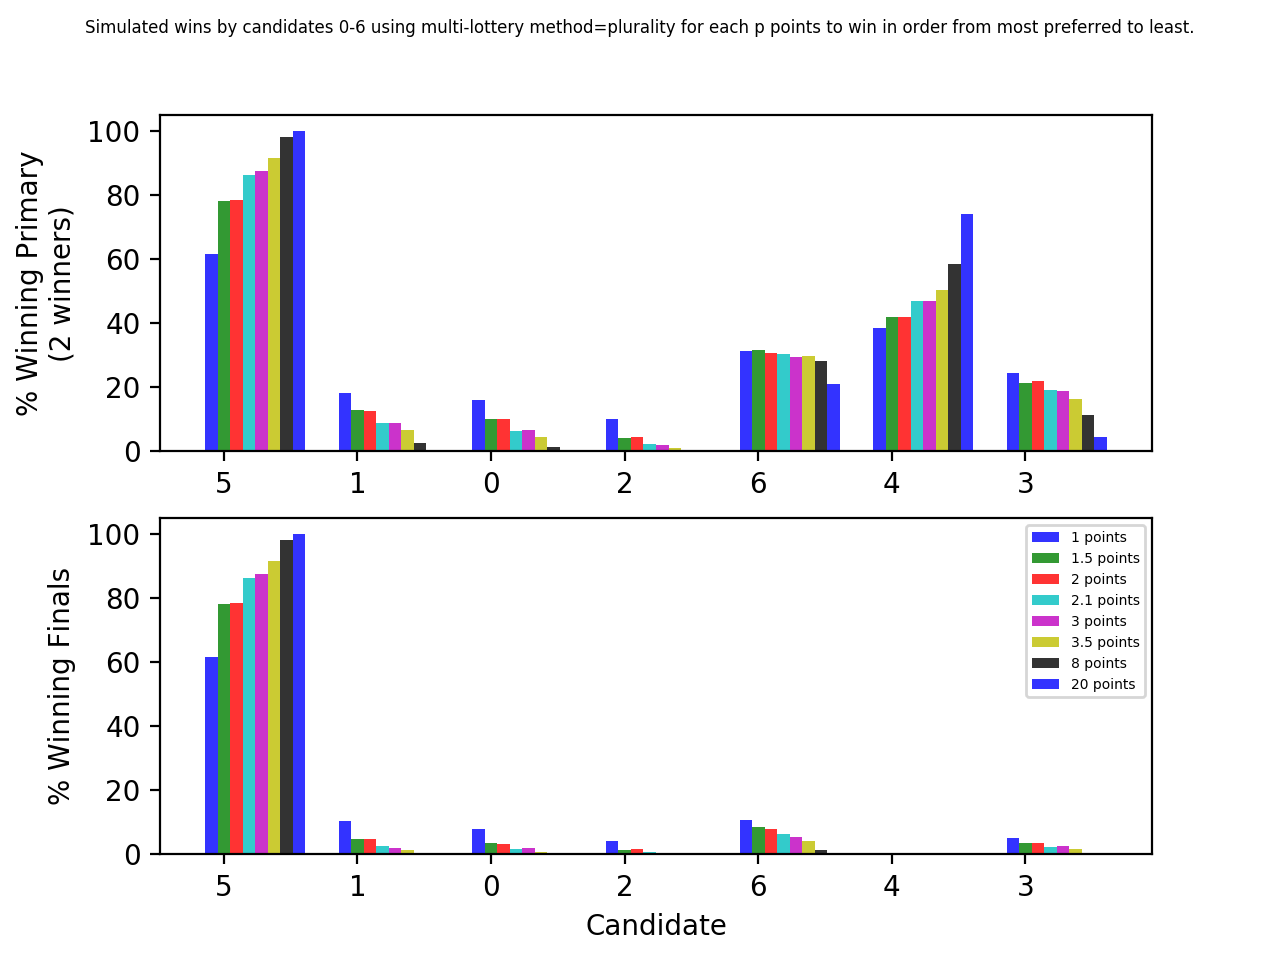 Simulated wins by candidates 0-6 using multi-lottery method=plurality for each p points to win in order from most preferred to least.
% Winning Primary
(2 winners)
100
80
60
40
20
0
5 1 0 2 6 4 3
% Winning Finals
100
80
60
40
20
0
1 points
1.5 points
2 points
2.1 points
3 points
3.5 points
8 points
20 points
5 1 0 2 6 4 3
Candidate